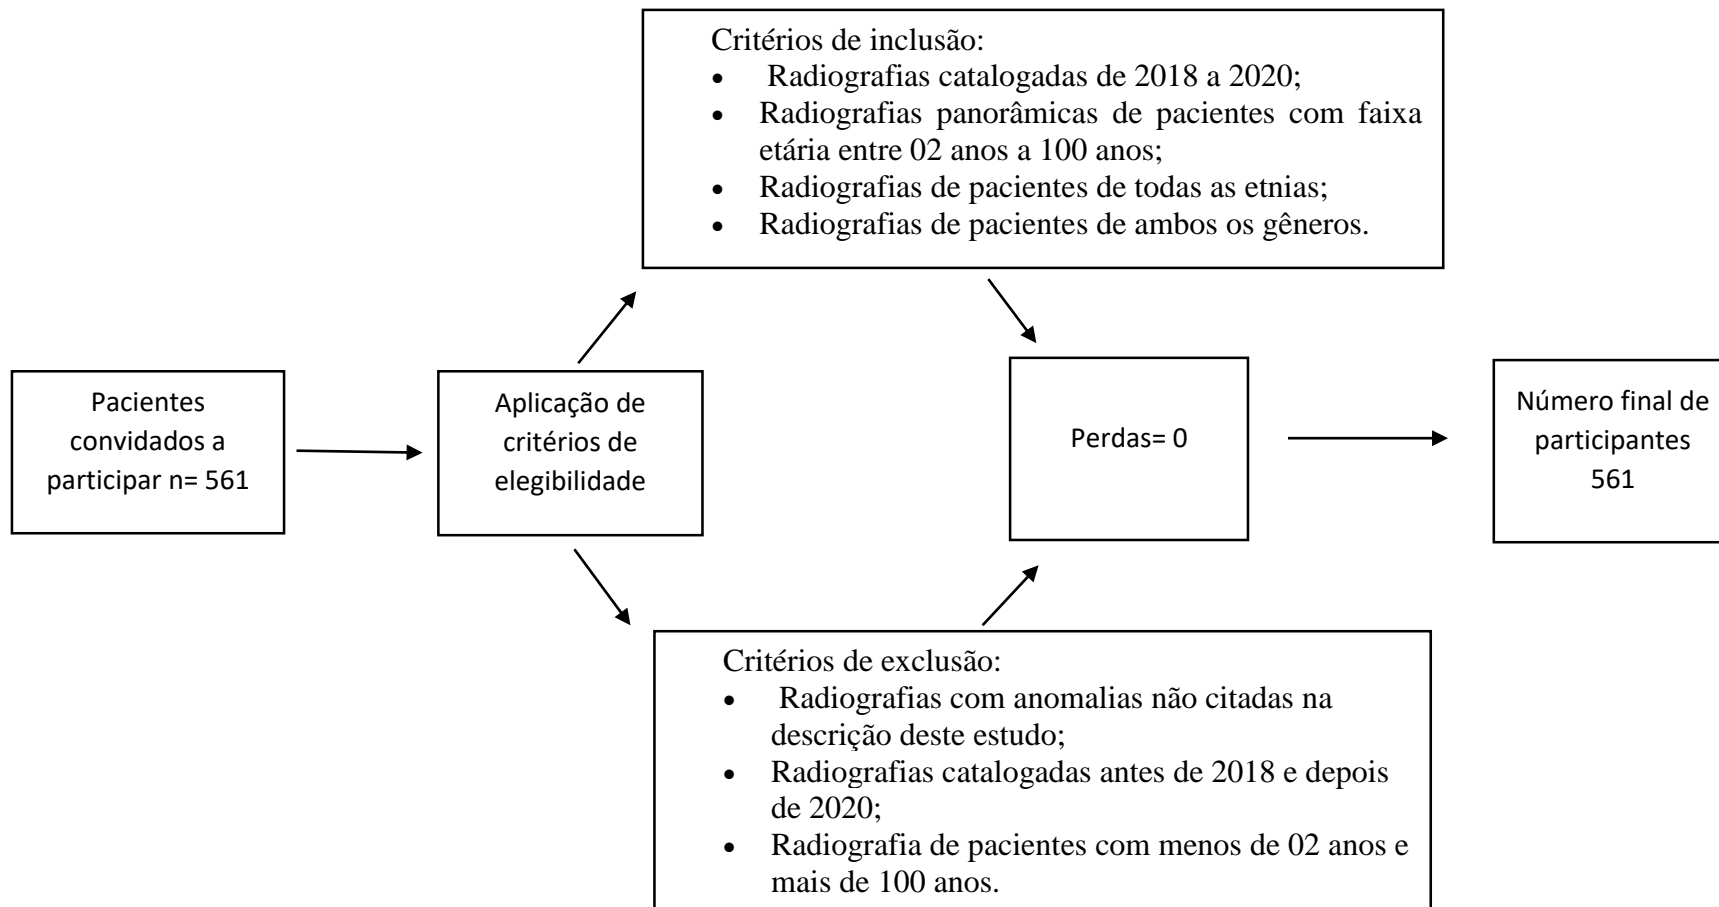 Critérios de inclusão:
• Radiografias catalogadas de 2018 a 2020;
• Radiografias panorâmicas de pacientes com faixa
etária entre 02 anos a 100 anos;
• Radiografias de pacientes de todas as etnias;
• Radiografias de pacientes de ambos os gêneros.
Pacientes
convidados a
participar n= 561
Aplicação de
critérios de
elegibilidade
Perdas= 0
Número final de
participantes
561
Critérios de exclusão:
• Radiografias com anomalias não citadas na
descrição deste estudo;
• Radiografias catalogadas antes de 2018 e depois
de 2020;
• Radiografia de pacientes com menos de 02 anos e
mais de 100 anos.